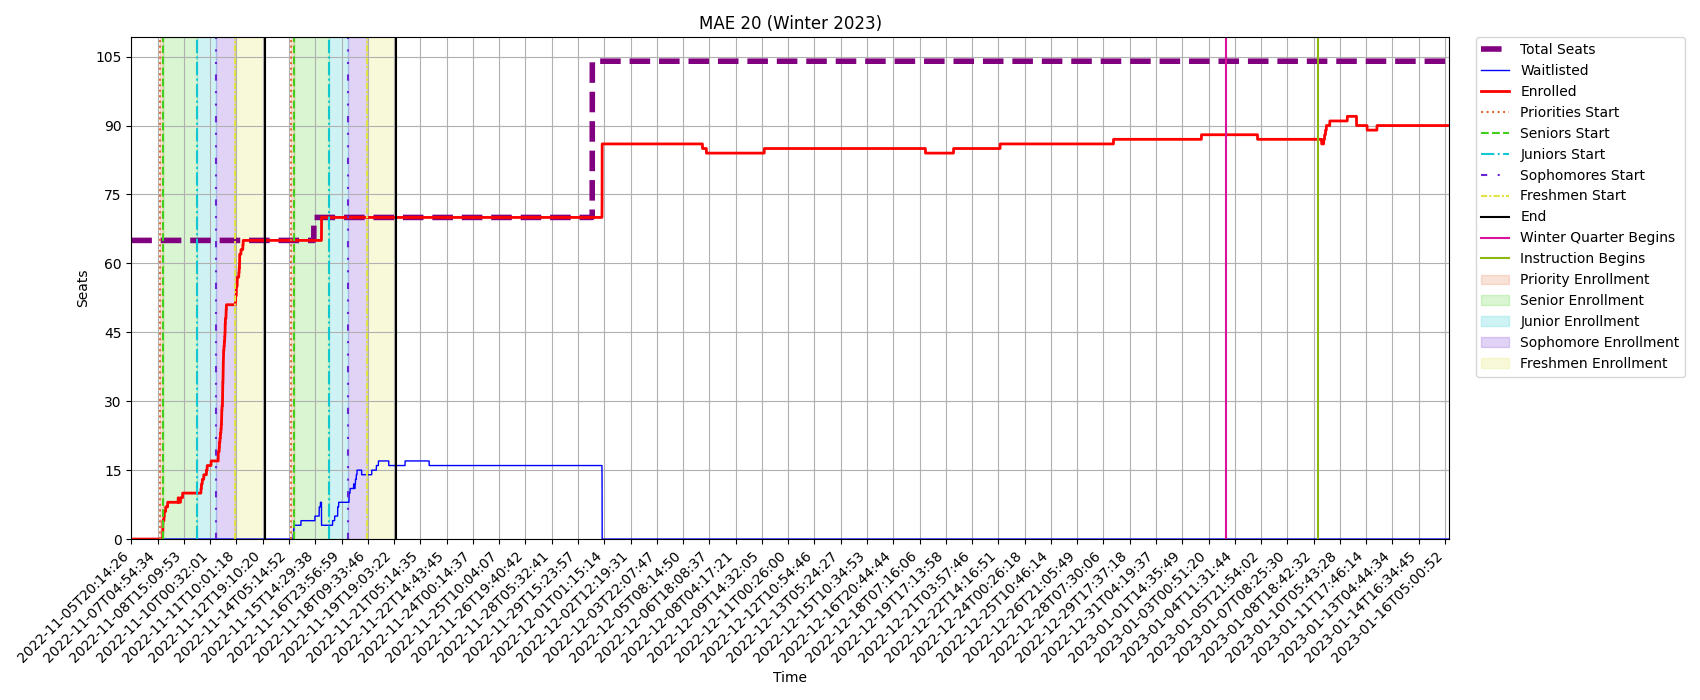 MAE 20 (Winter 2023)
Seats
105
90
75
60
45
30
15
0
2022-11-05T20:14:26
2022-11-07T04:54:34
2022-11-08T15:09:53
2022-11-10T00:32:01
2022-11-11T10:01:18
2022-11-12T19:10:20
2022-11-14T05:14:52
2022-11-15T14:29:38
2022-11-16T23:56:59
2022-11-18T09:33:46
2022-11-19T19:03:22
2022-11-21T05:14:35
2022-11-22T14:43:45
2022-11-24T00:14:37
2022-11-25T10:04:07
2022-11-26T19:40:42
2022-11-28T05:32:41
2022-11-29T15:23:57
2022-12-01T01:15:14
2022-12-02T12:19:31
2022-12-03T22:07:47
2022-12-05T08:14:50
2022-12-06T18:08:37
2022-12-08T04:17:21
2022-12-09T14:32:05
2022-12-11T00:26:00
2022-12-12T10:54:46
2022-12-13T05:24:27
2022-12-15T10:34:53
2022-12-16T20:44:44
2022-12-18T07:16:06
2022-12-19T17:13:58
2022-12-21T03:57:46
2022-12-22T14:16:51
2022-12-24T00:26:18
2022-12-25T10:46:14
2022-12-26T21:05:49
2022-12-28T07:30:06
2022-12-29T17:37:18
2022-12-31T04:19:37
2023-01-01T14:35:49
2023-01-03T00:51:20
2023-01-04T11:31:44
2023-01-05T21:54:02
2023-01-07T08:25:30
2023-01-08T18:42:32
2023-01-10T05:43:28
2023-01-11T17:46:14
2023-01-13T04:44:34
2023-01-14T16:34:45
2023-01-16T05:00:52
Time
Total Seats
Waitlisted
Enrolled
Priorities Start
Seniors Start
Juniors Start
Sophomores Start
Freshmen Start
End
Winter Quarter Begins
Instruction Begins
Priority Enrollment
Senior Enrollment
Junior Enrollment
Sophomore Enrollment
Freshmen Enrollment